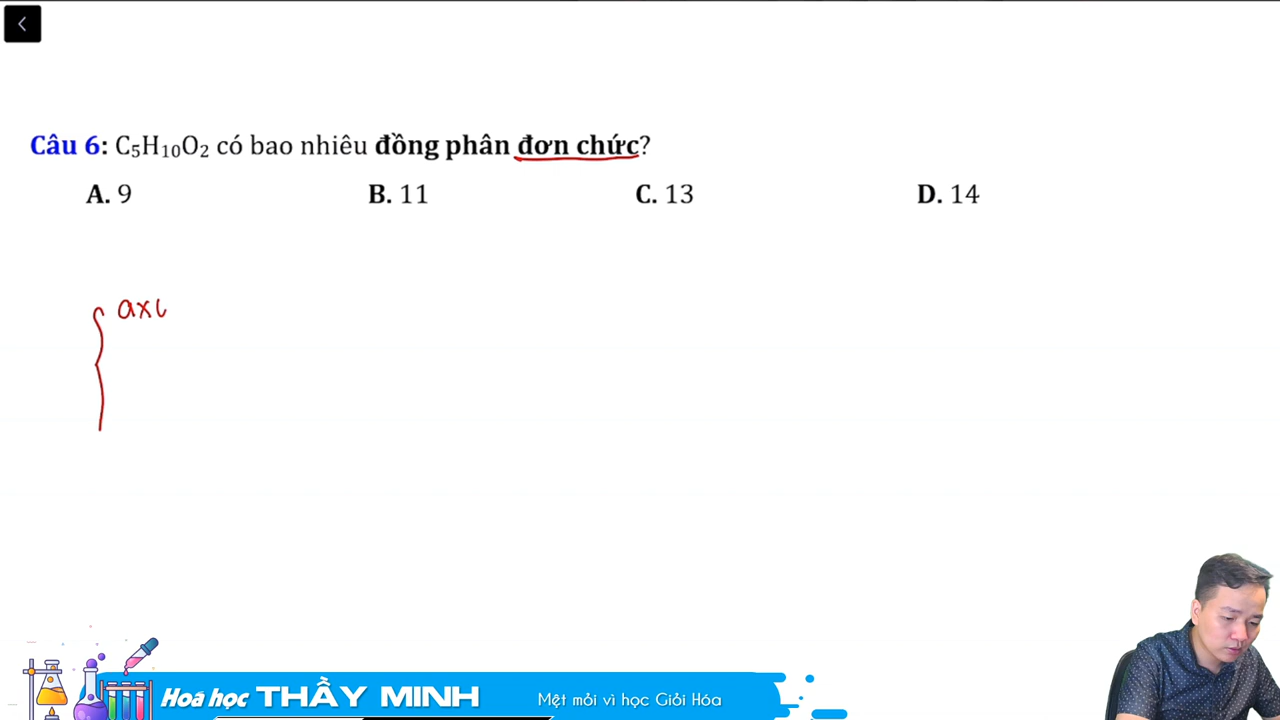 Câu 6: C₅H₁₀O₂ có bao nhiêu đồng phân đơn chức?
A. 9 B. 11 C. 13 D. 14
ax
Hoá học THẦY MINH Mệt mỏi vì học Giỏi Hóa